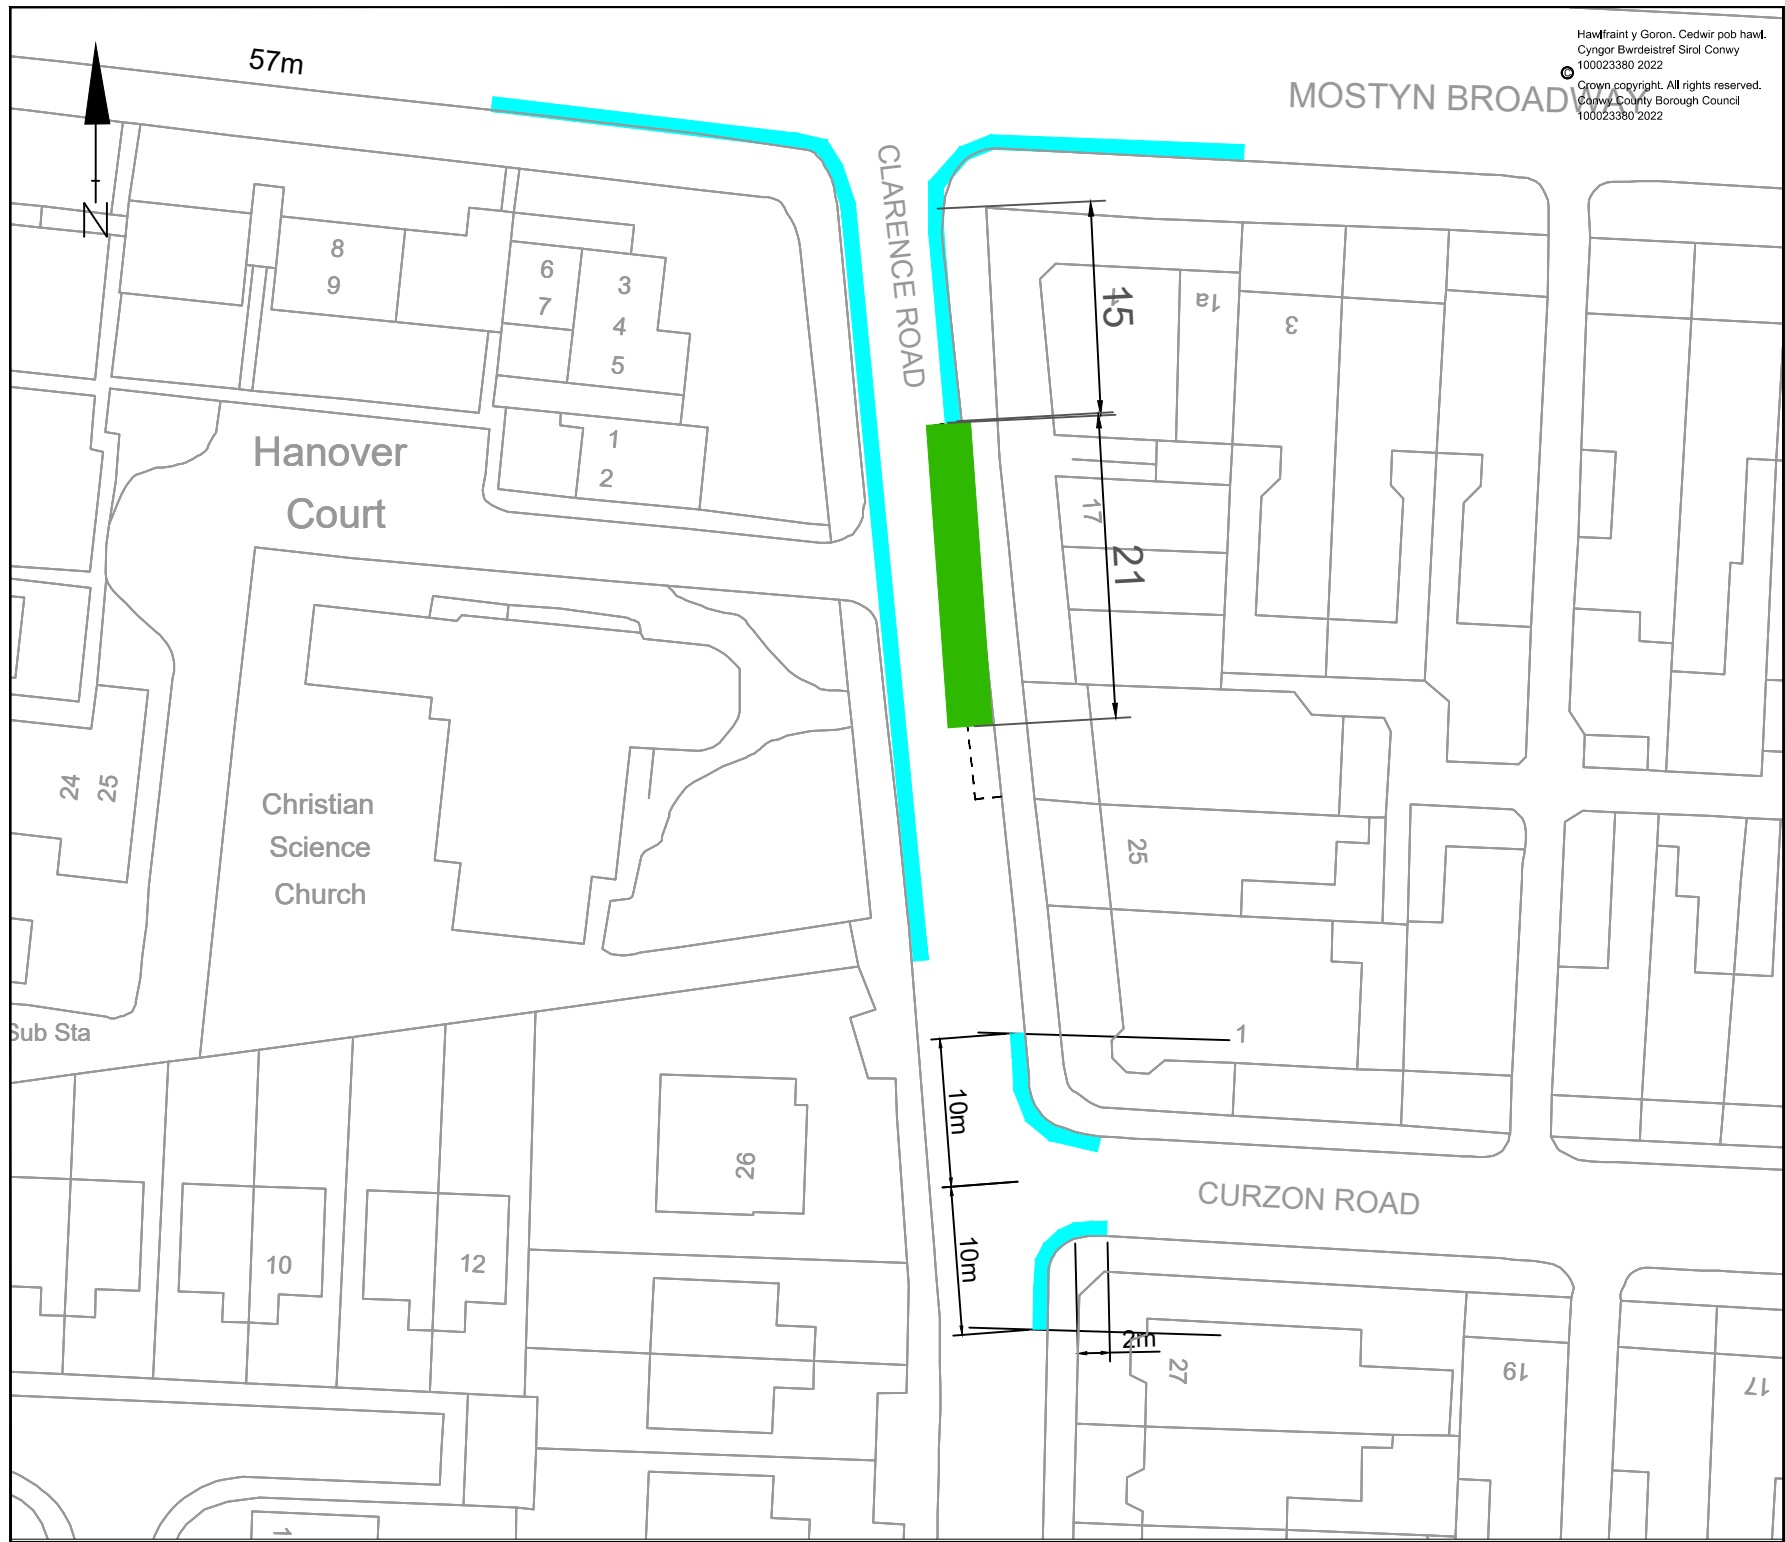 57m
Hawlfraint y Goron. Cedwir pob hawl.
Cyngor Bwrdeistref Sirol Conwy
100023380 2022
©
Crown copyright. All rights reserved.
Conwy County Borough Council
100023380 2022
MOSTYN BROADWAY
N
CLARENCE ROAD
8
9
6
7
3
4
5
15
1a
3
1
2
Hanover
Court
17
21
24
25
Christian
Science
Church
25
Sub Sta
1
10m
26
CURZON ROAD
10
12
10m
2m
27
19
17
1